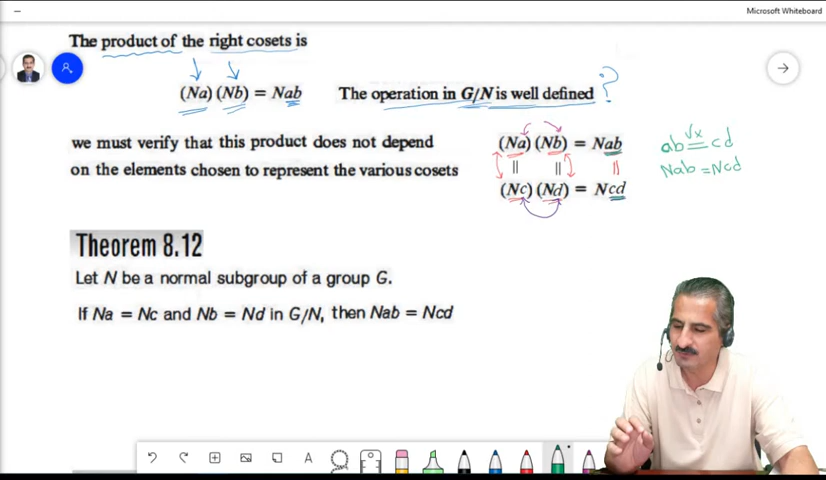 Microsoft Whiteboard
The product of the right cosets is
(Na) (Nb) = Nab
The operation in G/N is well defined ?
we must verify that this product does not depend
on the elements chosen to represent the various cosets
(Na) (Nb) = Nab
|| || ||
(Nc) (Nd) = Ncd
ab = cd
Nab = Ncd
Theorem 8.12
Let N be a normal subgroup of a group G.
If Na = Nc and Nb = Nd in G/N, then Nab = Ncd